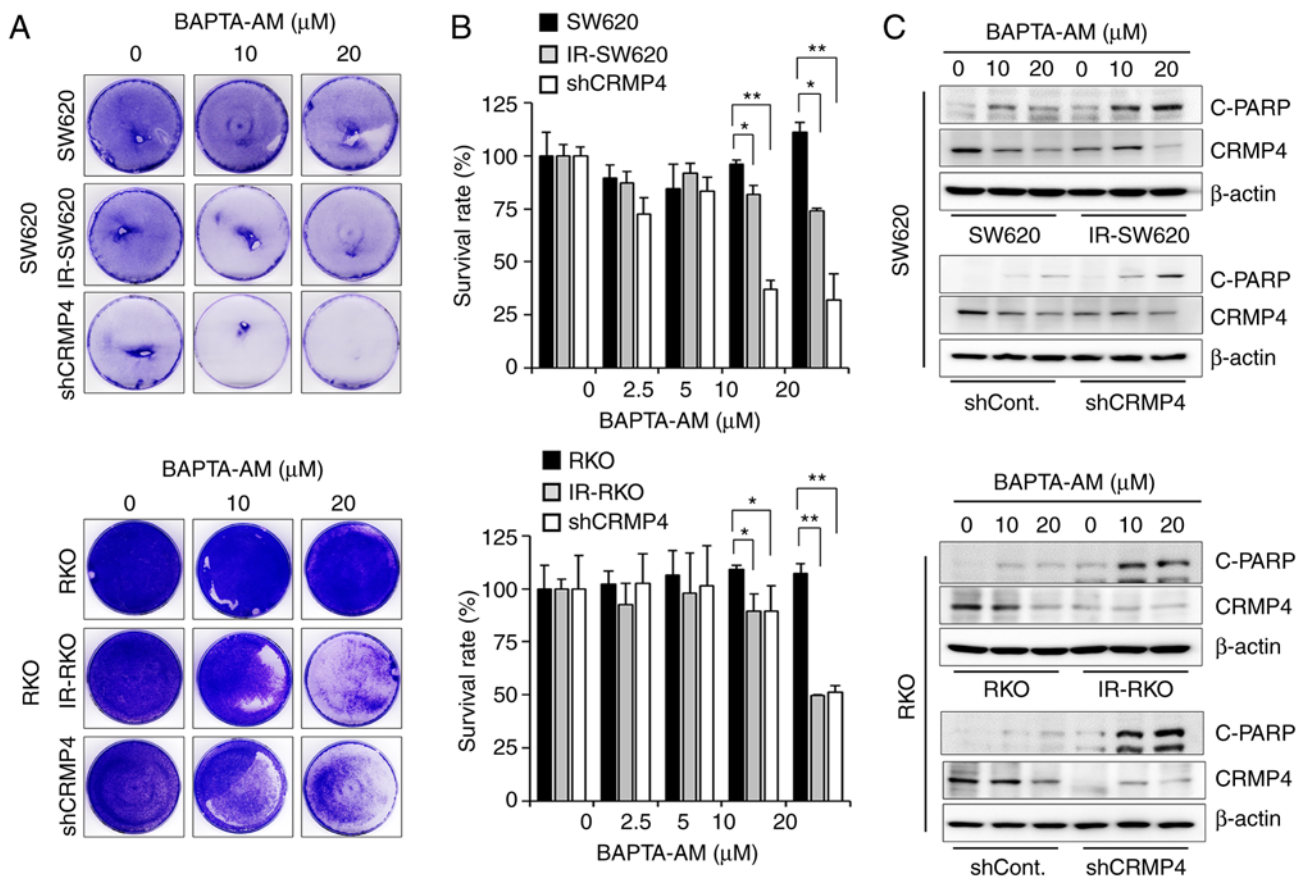 A
BAPTA-AM (μM)
0 10 20
SW620
SW620
IR-SW620
shCRMP4
BAPTA-AM (μM)
0 10 20
RKO
RKO
IR-RKO
shCRMP4
B
SW620
IR-SW620
shCRMP4
** 
* 
**
*
125
100
75
50
25
0
Survival rate (%)
0 2.5 5 10 20
BAPTA-AM (μM)
RKO
IR-RKO
shCRMP4
*
*
**
**
125
100
75
50
25
0
Survival rate (%)
0 2.5 5 10 20
BAPTA-AM (μM)
C
BAPTA-AM (μM)
0 10 20 0 10 20
SW620
C-PARP
CRMP4
β-actin
SW620 IR-SW620
C-PARP
CRMP4
β-actin
shCont. shCRMP4
BAPTA-AM (μM)
0 10 20 0 10 20
RKO
C-PARP
CRMP4
β-actin
RKO IR-RKO
C-PARP
CRMP4
β-actin
shCont. shCRMP4